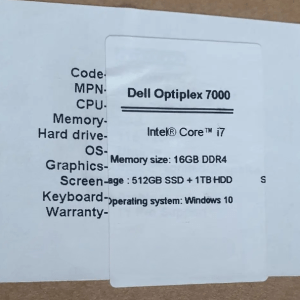 Code-
MPN-
Dell Optiplex 7000
CPU-
Memory-
Intel® Core™ i7
Hard drive-
OS-
Graphics-
Memory size: 16GB DDR4
Screen-
age : 512GB SSD + 1TB HDD
S
Keyboard-
operating system: Windows 10
Warranty-